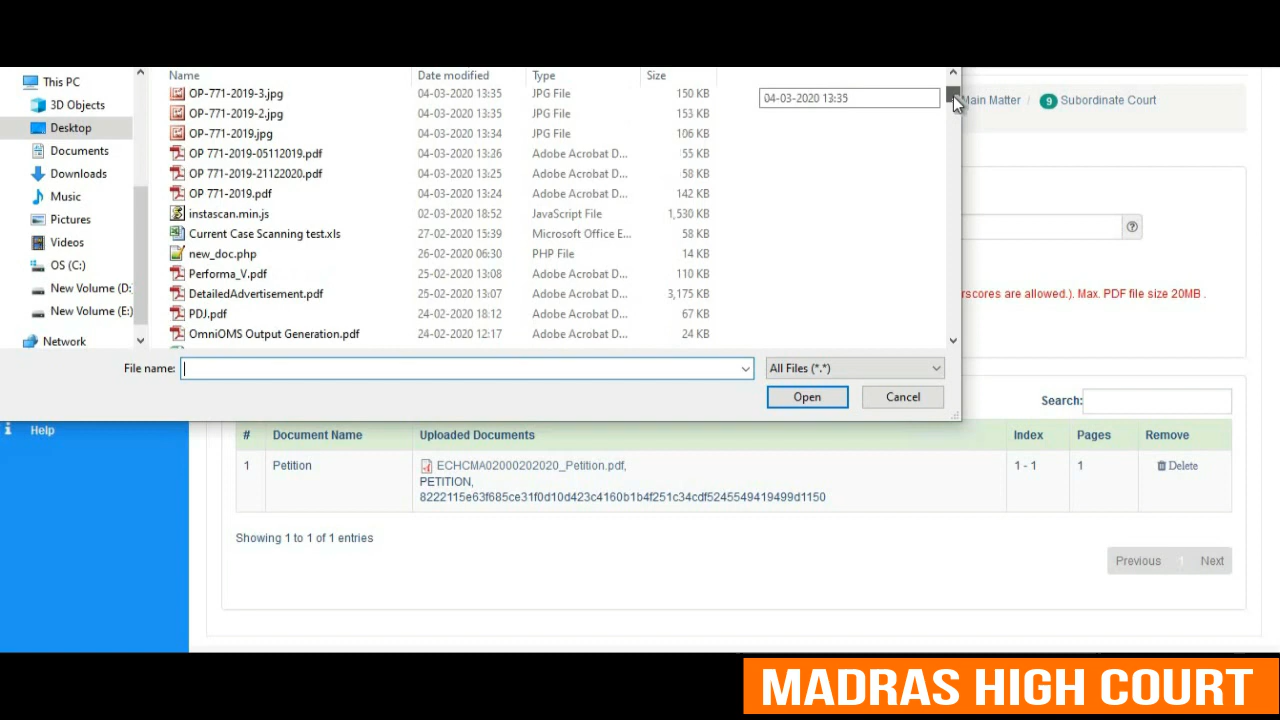 This PC
3D Objects
Desktop
Documents
Downloads
Music
Pictures
Videos
OS (C:)
New Volume (D:
New Volume (E:)
Network
Name Date modified Type Size
OP-771-2019-3.jpg 04-03-2020 13:35 JPG File 150 KB
OP-771-2019-2.jpg 04-03-2020 13:35 JPG File 153 KB
OP-771-2019.jpg 04-03-2020 13:35 JPG File 106 KB
OP 771-2019-05112019.pdf 04-03-2020 13:26 Adobe Acrobat D... 55 KB
OP 771-2019-21122020.pdf 04-03-2020 13:25 Adobe Acrobat D... 58 KB
OP 771-2019.pdf 04-03-2020 13:24 Adobe Acrobat D... 142 KB
instascan.min.js 02-03-2020 18:52 JavaScript File 1,530 KB
Current Case Scanning test.xls 27-02-2020 15:39 Microsoft Office E... 58 KB
new_doc.php 26-02-2020 06:30 PHP File 14 KB
Performa_V.pdf 25-02-2020 13:08 Adobe Acrobat D... 110 KB
DetailedAdvertisement.pdf 25-02-2020 13:07 Adobe Acrobat D... 3,175 KB
PDJ.pdf 24-02-2020 18:12 Adobe Acrobat D... 67 KB
OmniOMS Output Generation.pdf 24-02-2020 12:17 Adobe Acrobat D... 24 KB
04-03-2020 13:35
File name: All Files (*.*)
Open Cancel
Main Matter / 9 Subordinate Court
rscores are allowed.). Max. PDF file size 20MB .
Search:
Help
# Document Name Uploaded Documents Index Pages Remove
1 Petition ECHCMA02000202020_Petition.pdf, 1 - 1 1 Delete
PETITION,
8222115e63f685ce31f0d10d423c4160b1b4f251c34cdf5245549419499d1150
Showing 1 to 1 of 1 entries
Previous 1 Next
MADRAS HIGH COURT